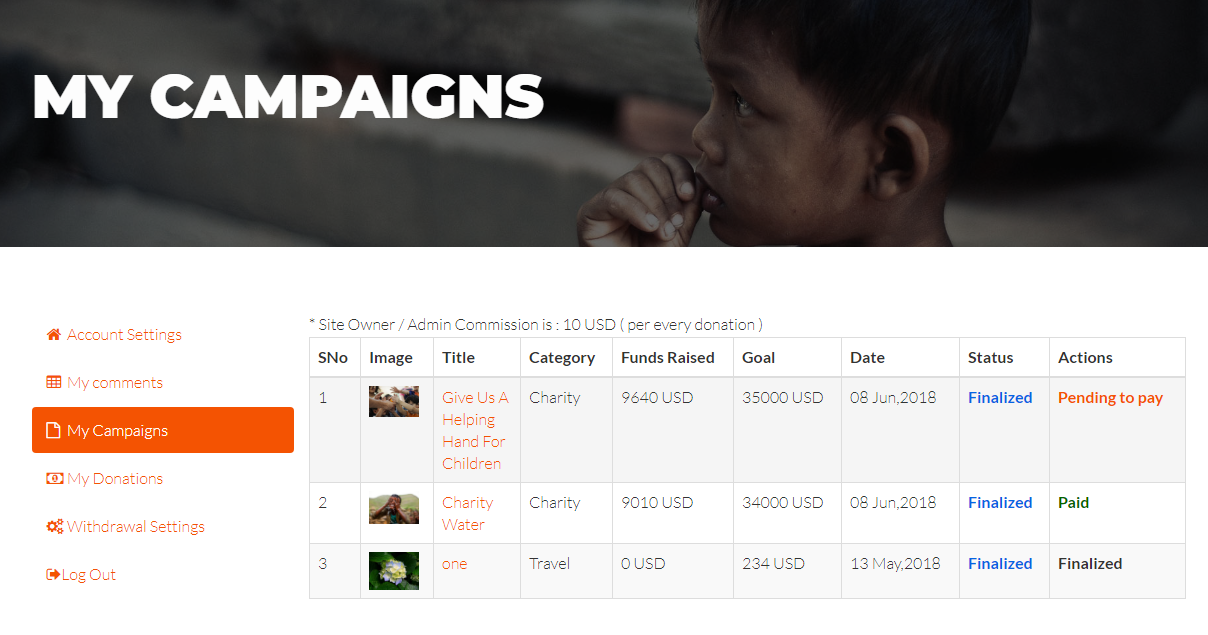 MY CAMPAIGNS
Account Settings
My comments
My Campaigns
My Donations
Withdrawal Settings
Log Out
* Site Owner / Admin Commission is : 10 USD ( per every donation )
SNo Image Title Category Funds Raised Goal Date Status Actions
1 Give Us A Charity 9640 USD 35000 USD 08 Jun,2018 Finalized Pending to pay
Helping
Hand For
Children
2 Charity Charity 9010 USD 34000 USD 08 Jun,2018 Finalized Paid
Water
3 one Travel 0 USD 234 USD 13 May,2018 Finalized Finalized